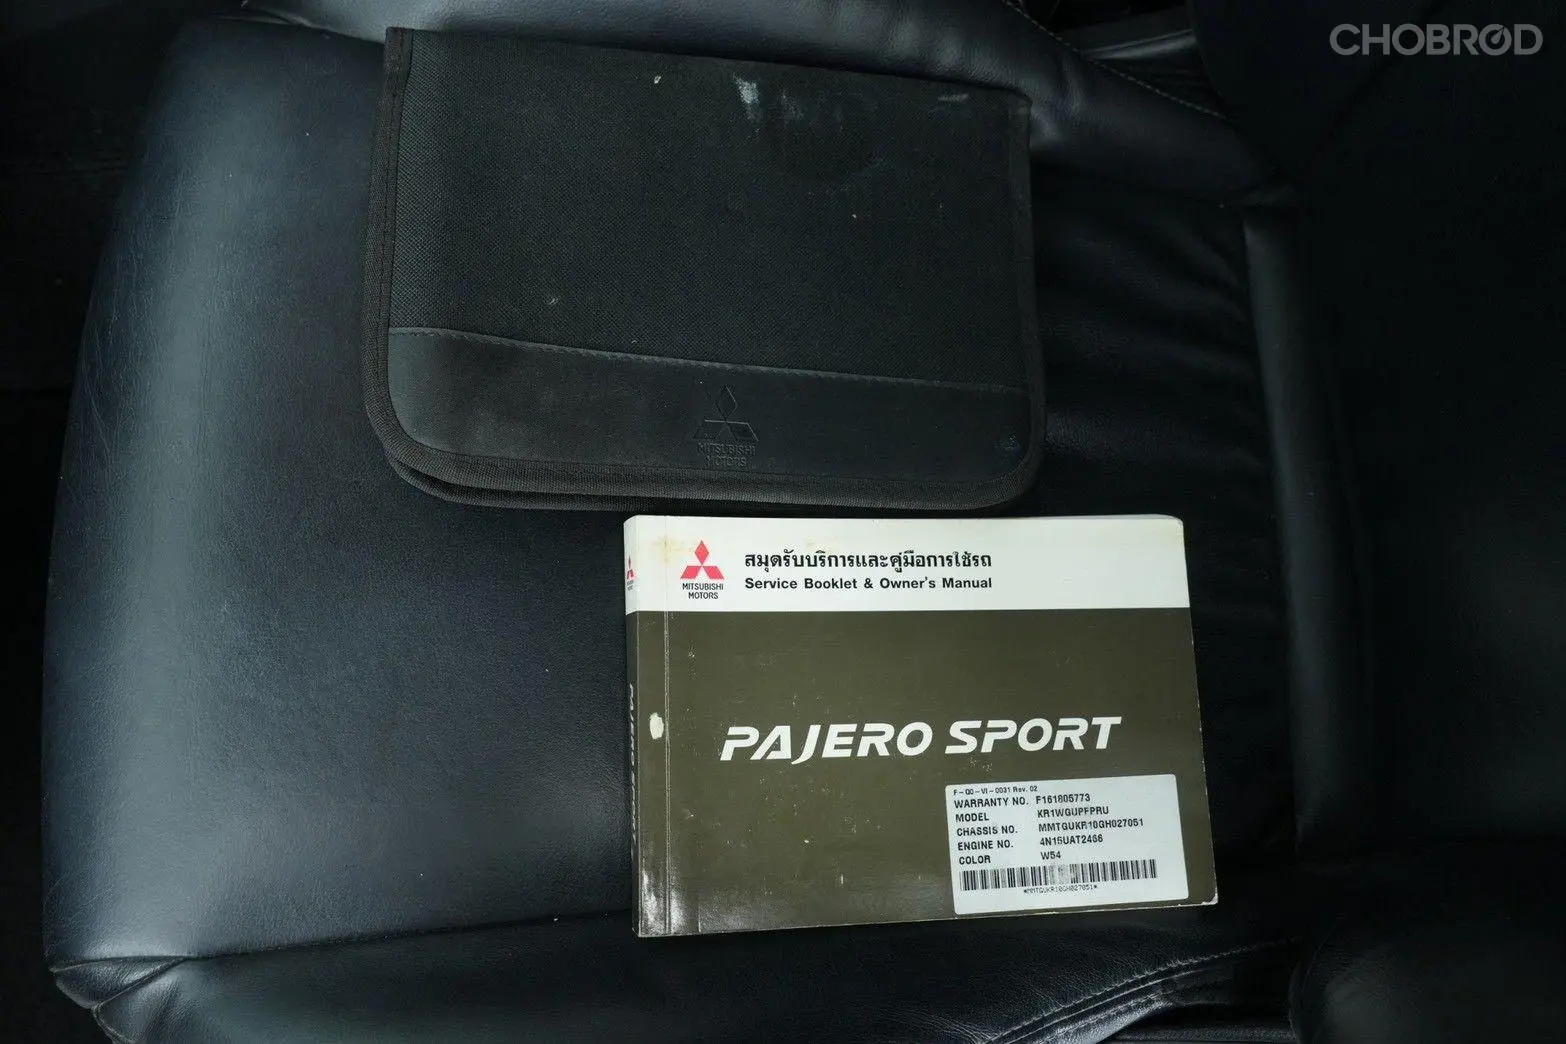 CHOBROD
MITSUBISHI
MOTORS
MITSUBISHI
MOTORS
สมุดรับบริการและคู่มือการใช้รถ
Service Booklet & Owner's Manual
PAJERO SPORT
F-QO-VI-0031 Rev. 02
WARRANTY NO. F161805773
MODEL KR1WGUPFPRU
CHASSIS NO. MMTGUKR10GH027051
ENGINE NO. 4N15UAT2466
COLOR W54
*MMTGUKR10GH027051*